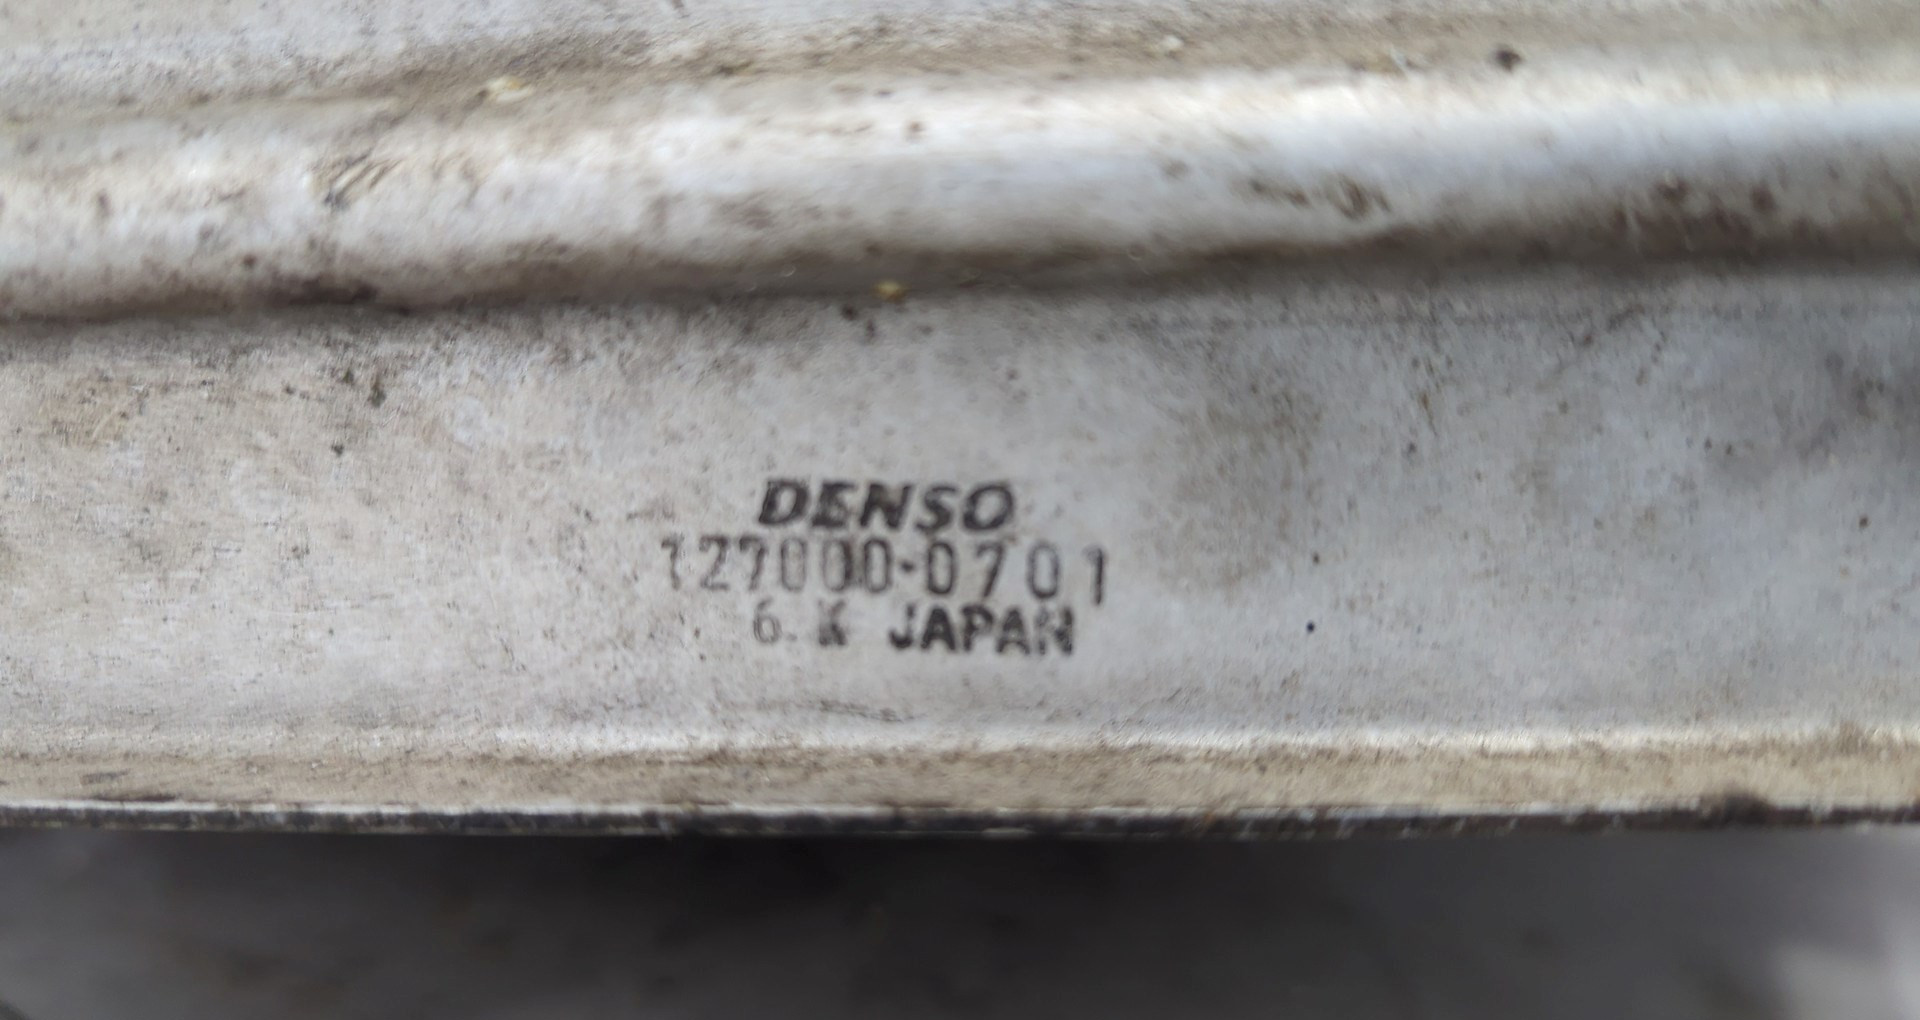 DENSO
127000-0701
6. K JAPAN